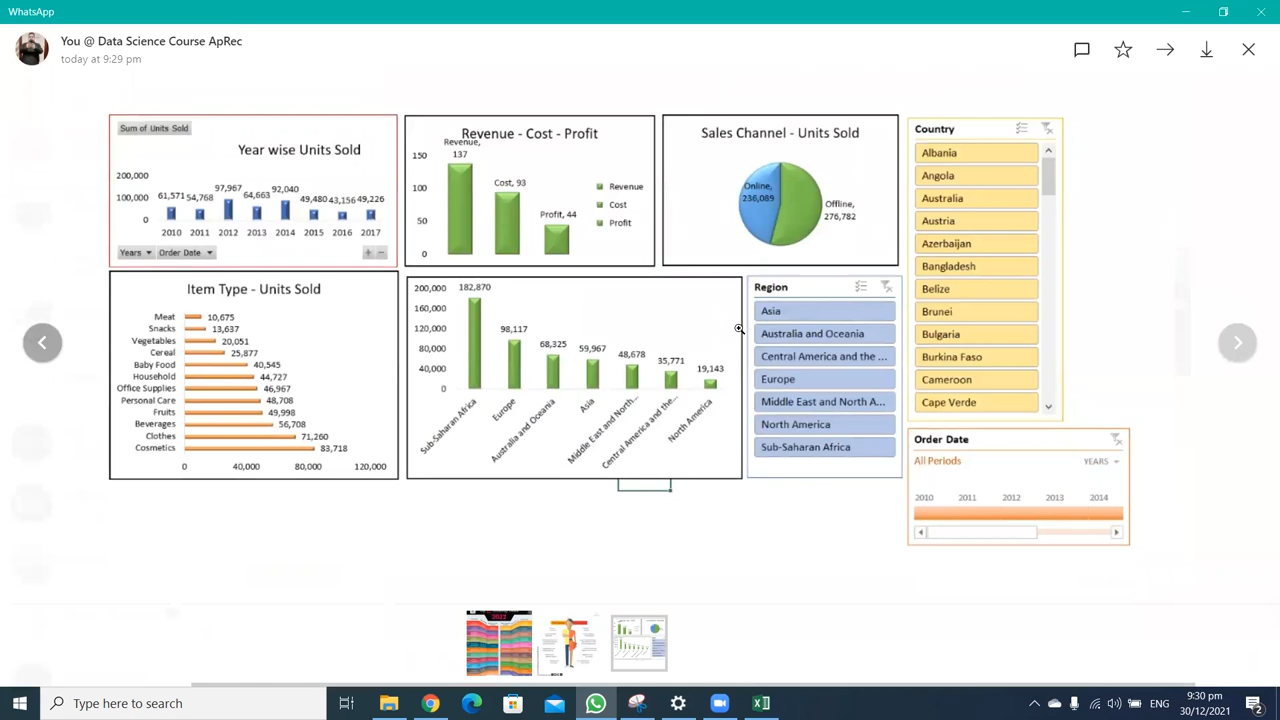 WhatsApp
You @ Data Science Course ApRec
today at 9:29 pm
Sum of Units Sold
Year wise Units Sold
200,000
100,000
0
61,571 54,768 97,967 64,663 92,040 49,480 43,156 49,226
2010 2011 2012 2013 2014 2015 2016 2017
Years Order Date
Revenue - Cost - Profit
150
100
50
0
Revenue, 
137
Cost, 93
Profit, 44
Revenue
Cost
Profit
Sales Channel - Units Sold
Online,
236,089
Offline,
276,782
Country
Albania
Angola
Australia
Austria
Azerbaijan
Bangladesh
Belize
Brunei
Bulgaria
Burkina Faso
Cameroon
Cape Verde
Item Type - Units Sold
Meat 10,675
Snacks 13,637
Vegetables 20,051
Cereal 25,877
Baby Food 40,545
Household 44,727
Office Supplies 46,967
Personal Care 48,708
Fruits 49,998
Beverages 56,708
Clothes 71,260
Cosmetics 83,718
0 40,000 80,000 120,000
200,000
160,000
120,000
80,000
40,000
0
182,870 98,117 68,325 59,967 48,678 35,771 19,143
Sub-Saharan Africa
Europe
Australia and Oceania
Asia
Middle East and North...
Central America and the...
North America
Region
Asia
Australia and Oceania
Central America and the ...
Europe
Middle East and North A...
North America
Sub-Saharan Africa
Order Date
All Periods YEARS
2010 2011 2012 2013 2014
2022
Type here to search
ENG
9:30 pm
30/12/2021
2